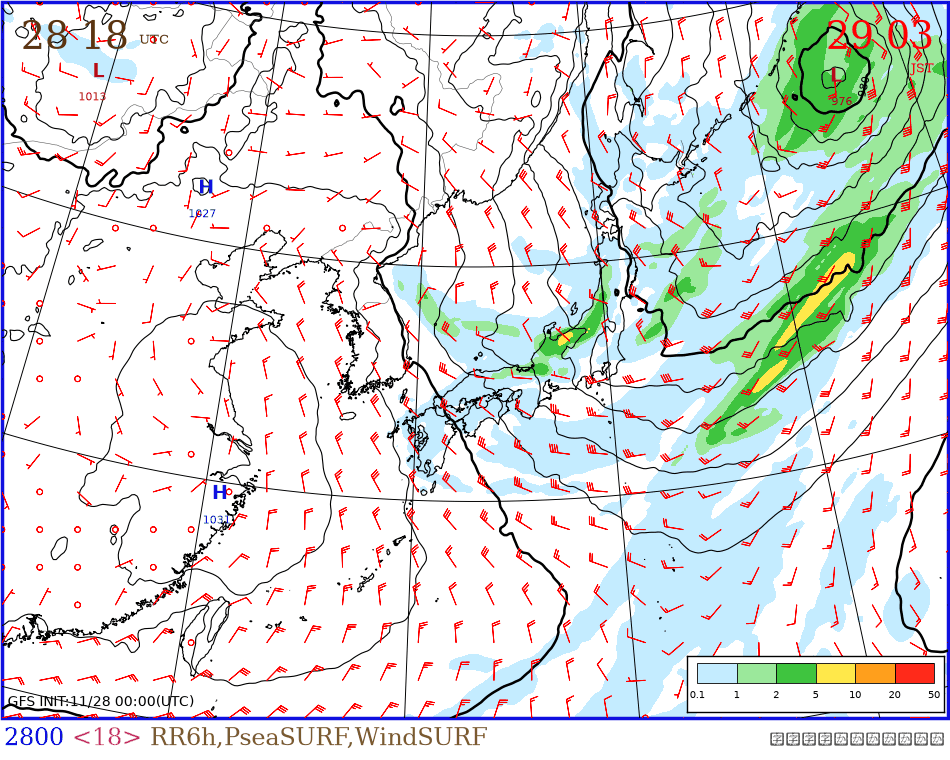 28 18 UTC
29 03
JST
L
1013
L
976
980
H
1027
H
1031
0.1 1 2 5 10 20 50
GFS INIT:11/28 00:00(UTC)
2800 <18> RR6h,PseaSURF,WindSURF